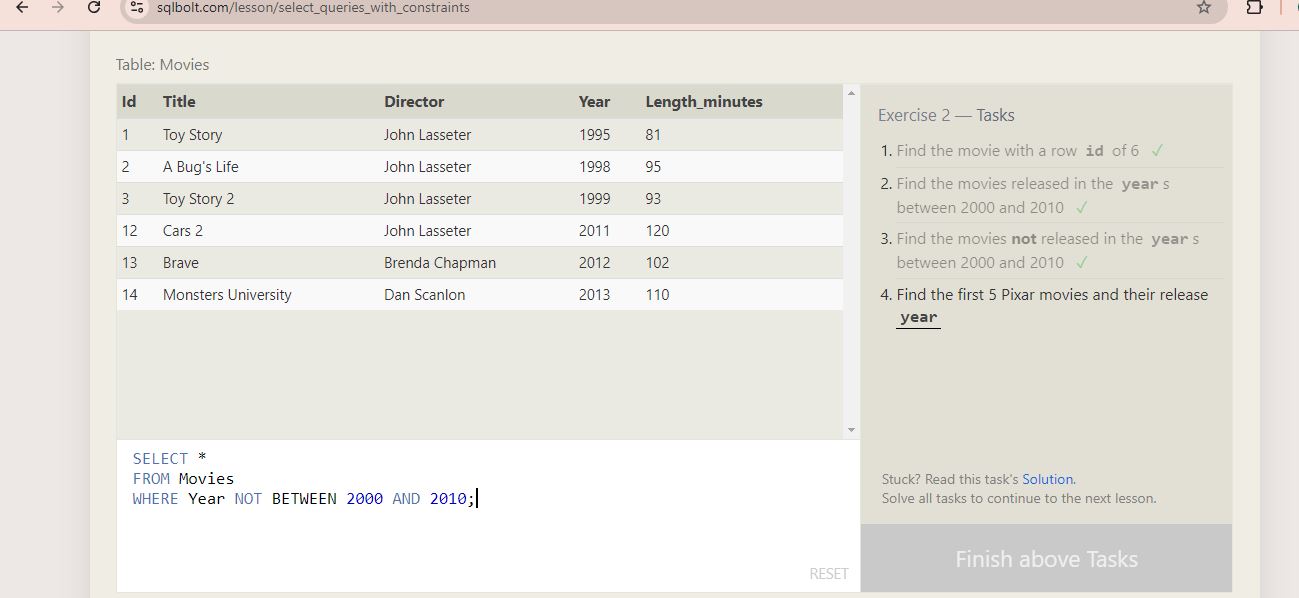 sqlbolt.com/lesson/select_queries_with_constraints
Table: Movies
Id Title Director Year Length_minutes
1 Toy Story John Lasseter 1995 81
2 A Bug's Life John Lasseter 1998 95
3 Toy Story 2 John Lasseter 1999 93
12 Cars 2 John Lasseter 2011 120
13 Brave Brenda Chapman 2012 102
14 Monsters University Dan Scanlon 2013 110
SELECT *
FROM Movies
WHERE Year NOT BETWEEN 2000 AND 2010;
RESET
Exercise 2 — Tasks
1. Find the movie with a row id of 6 ✓
2. Find the movies released in the year s
between 2000 and 2010 ✓
3. Find the movies not released in the year s
between 2000 and 2010 ✓
4. Find the first 5 Pixar movies and their release
year
Stuck? Read this task's Solution.
Solve all tasks to continue to the next lesson.
Finish above Tasks